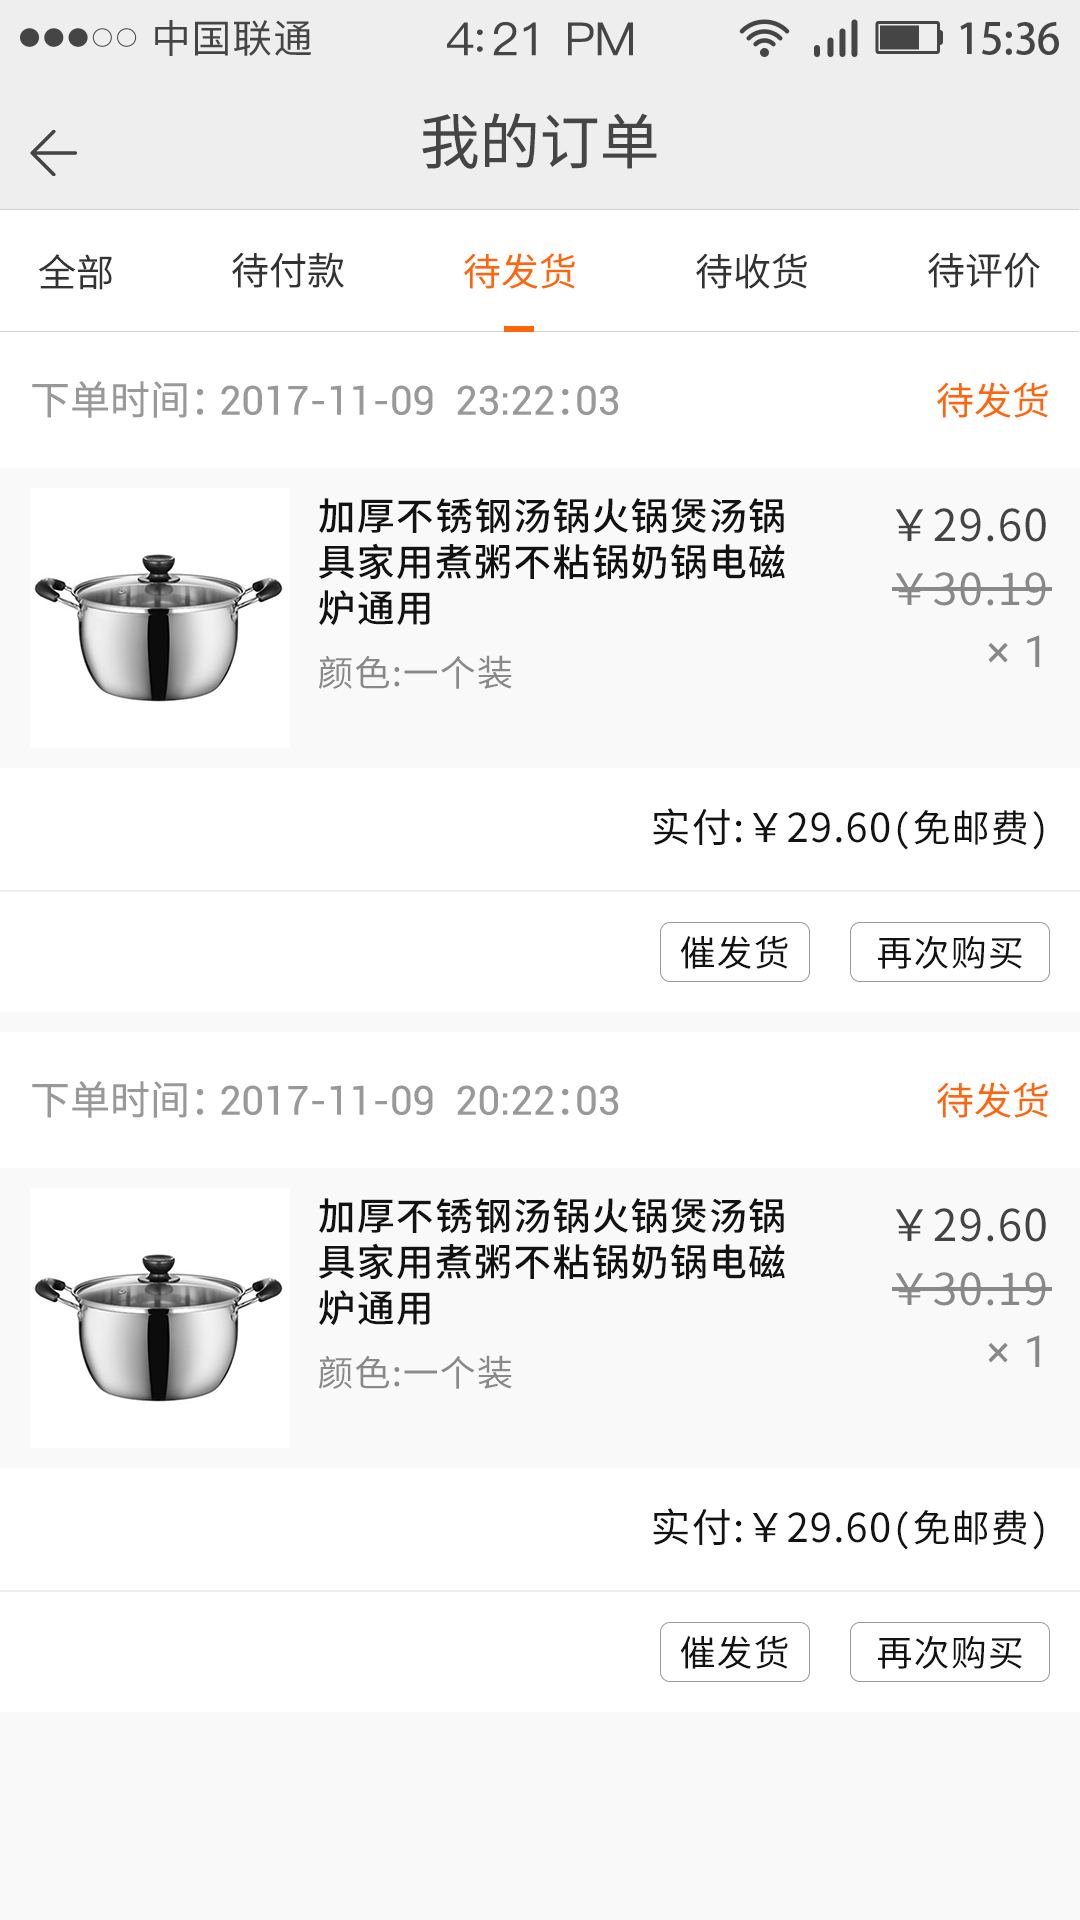 中国联通 4:21 PM 15:36
我的订单
全部 待付款 待发货 待收货 待评价
下单时间：2017-11-09 23:22:03 待发货
加厚不锈钢汤锅火锅煲汤锅 ￥29.60
具家用煮粥不粘锅奶锅电磁 ￥30.19
炉通用
× 1
颜色:一个装
实付:￥29.60(免邮费)
催发货 再次购买
下单时间：2017-11-09 20:22:03 待发货
加厚不锈钢汤锅火锅煲汤锅 ￥29.60
具家用煮粥不粘锅奶锅电磁 ￥30.19
炉通用
× 1
颜色:一个装
实付:￥29.60(免邮费)
催发货 再次购买